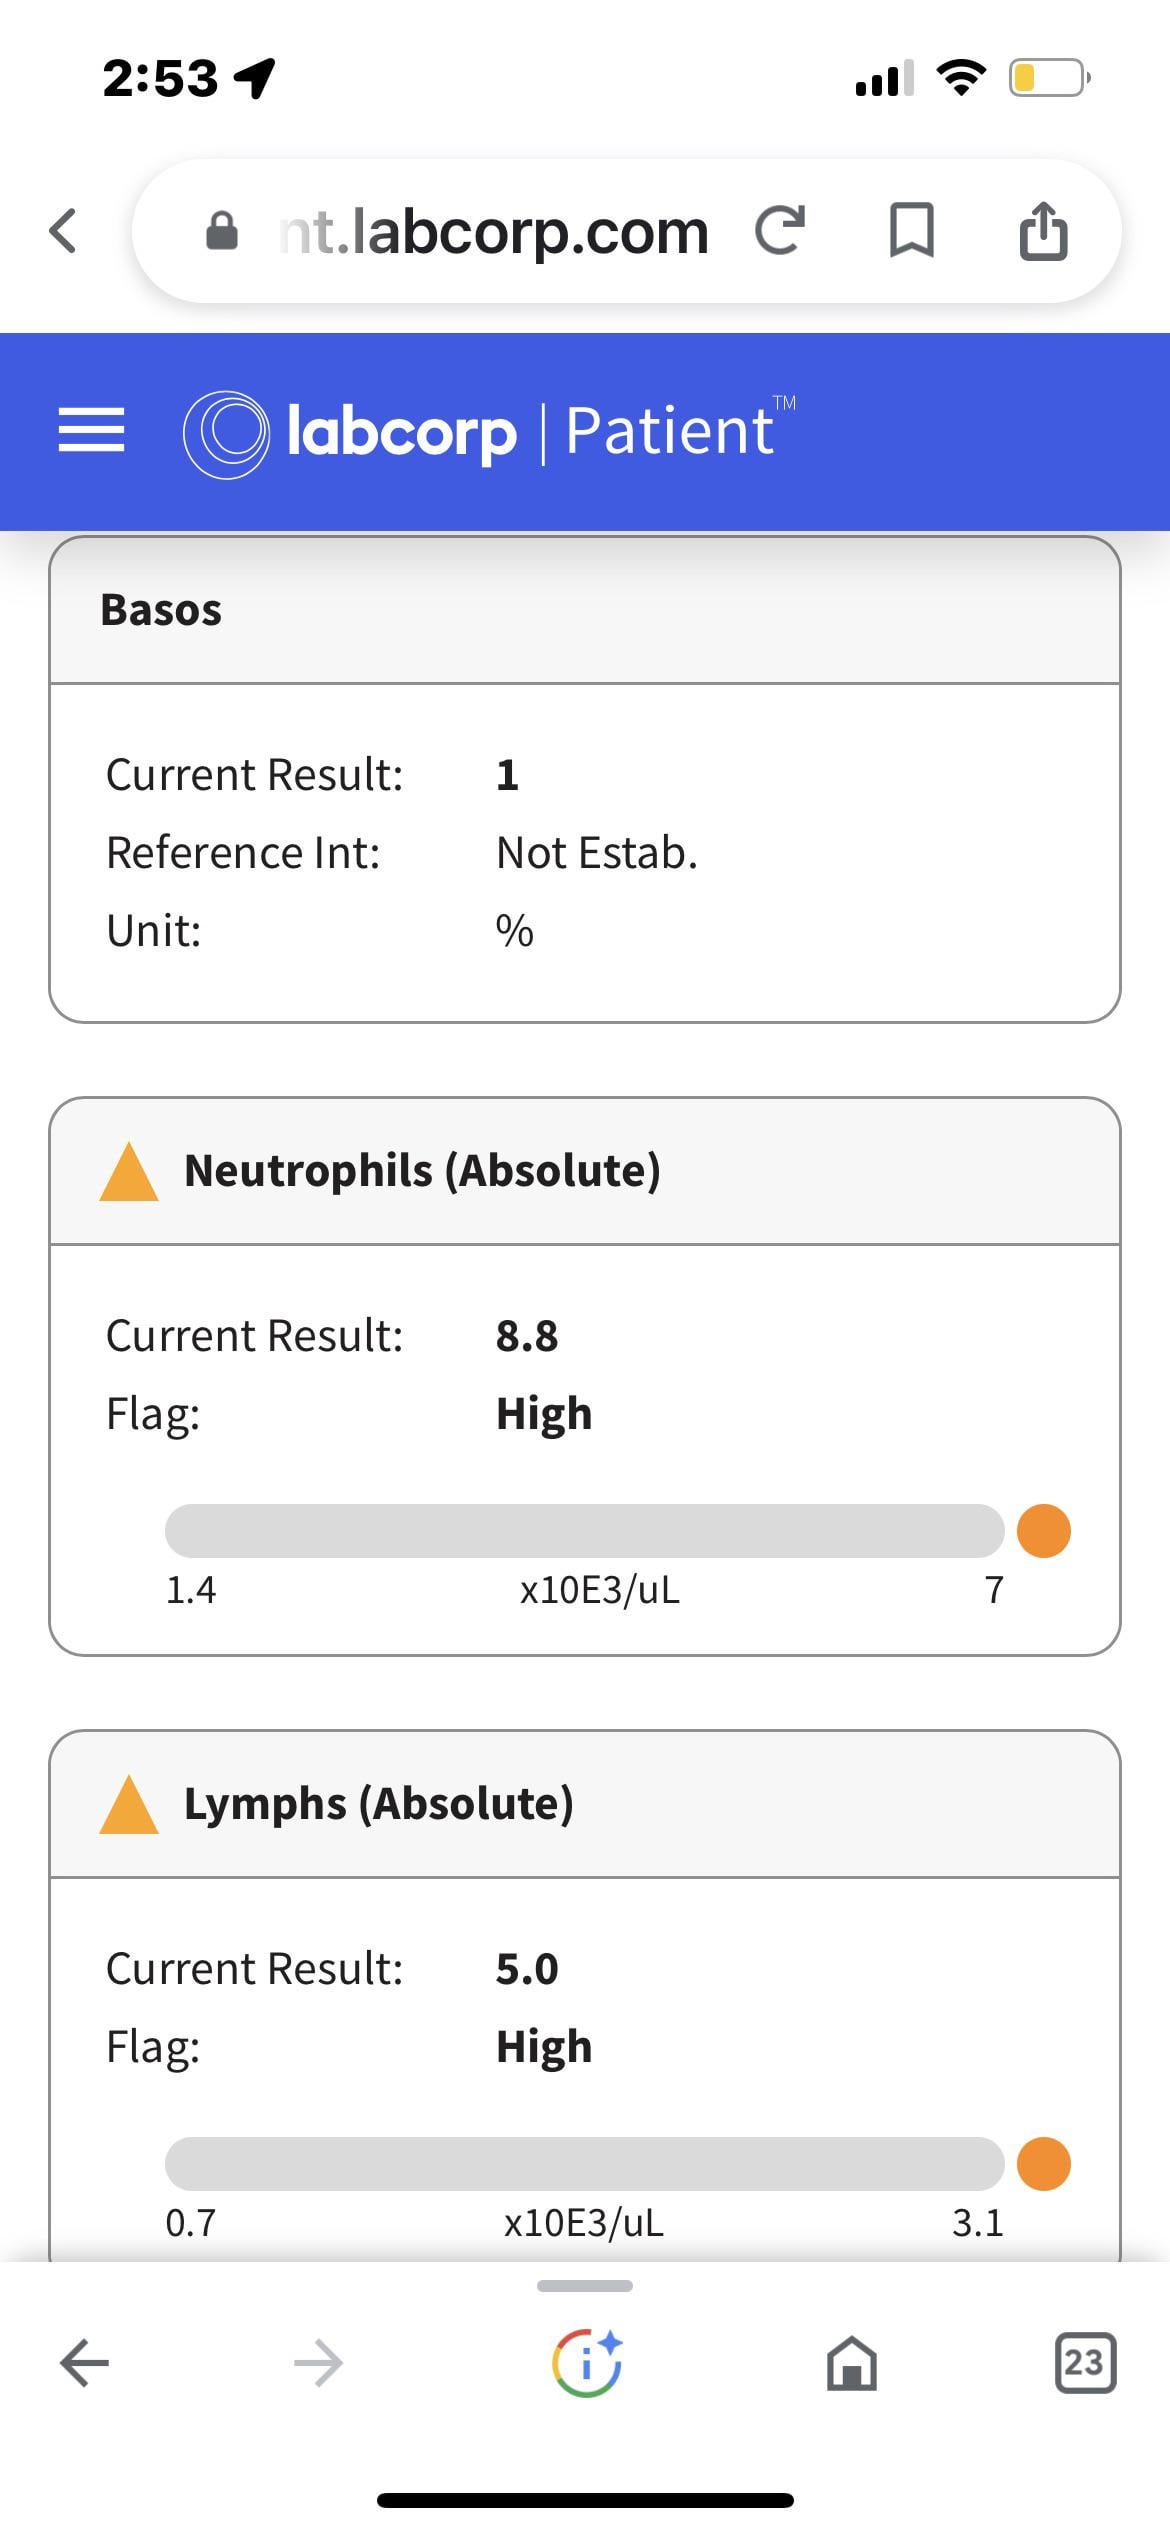 2:53
nt.labcorp.com
labcorp | Patient™
Basos
Current Result: 1
Reference Int: Not Estab.
Unit: %
Neutrophils (Absolute)
Current Result: 8.8
Flag: High
1.4 x10E3/uL 7
Lymphs (Absolute)
Current Result: 5.0
Flag: High
0.7 x10E3/uL 3.1
i
23